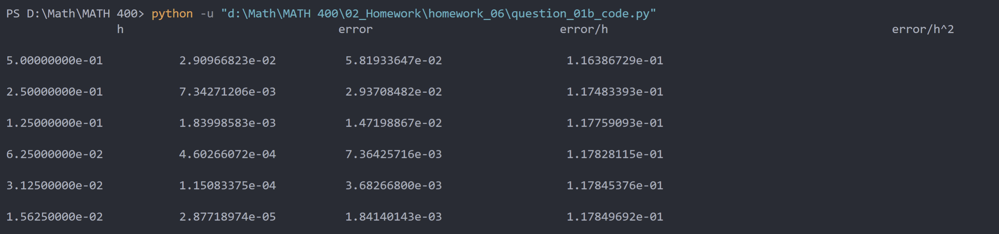 PS D:\Math\MATH 400> python -u "d:\Math\MATH 400\02_Homework\homework_06\question_01b_code.py"
h error error/h error/h^2
5.00000000e-01 2.90966823e-02 5.81933647e-02 1.16386729e-01
2.50000000e-01 7.34271206e-03 2.93708482e-02 1.17483393e-01
1.25000000e-01 1.83998583e-03 1.47198867e-02 1.17759093e-01
6.25000000e-02 4.60266072e-04 7.36425716e-03 1.17828115e-01
3.12500000e-02 1.15083375e-04 3.68266800e-03 1.17845376e-01
1.56250000e-02 2.87718974e-05 1.84140143e-03 1.17849692e-01